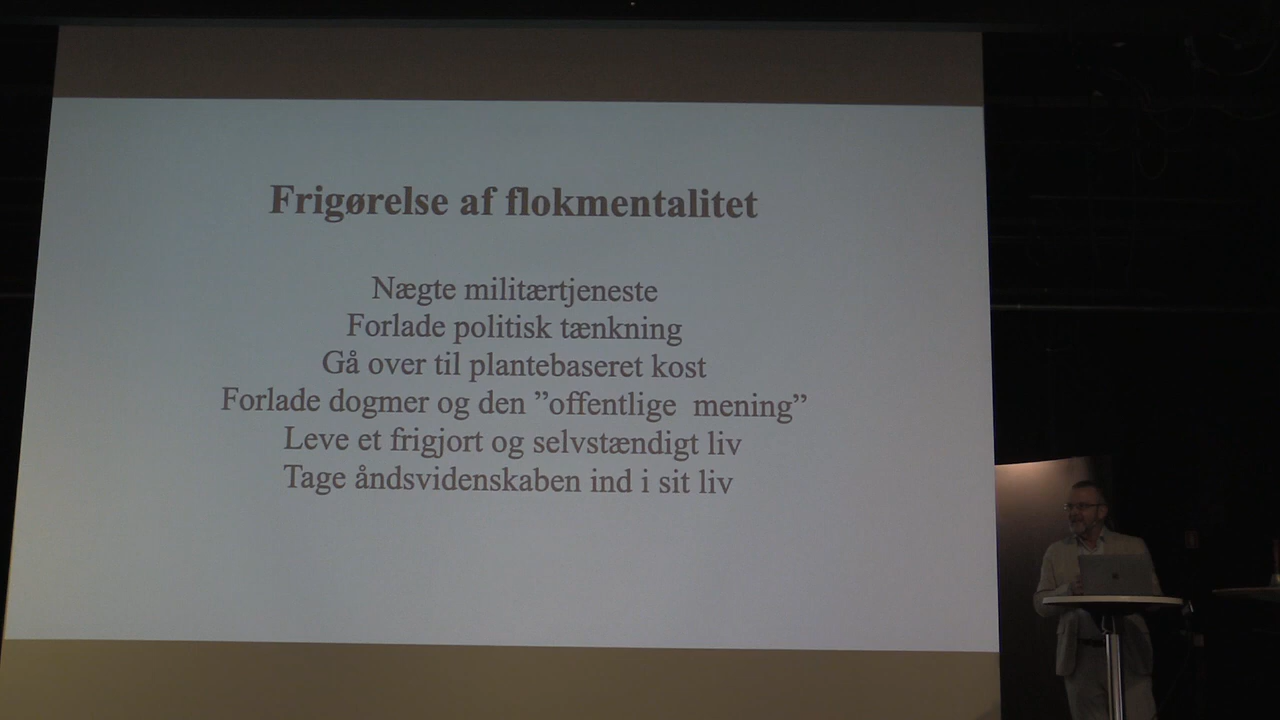 Frigørelse af flokmentalitet
Nægte militærtjeneste
Forlade politisk tænkning
Gå over til plantebaseret kost
Forlade dogmer og den ”offentlige mening”
Leve et frigjort og selvstændigt liv
Tage åndsvidenskaben ind i sit liv